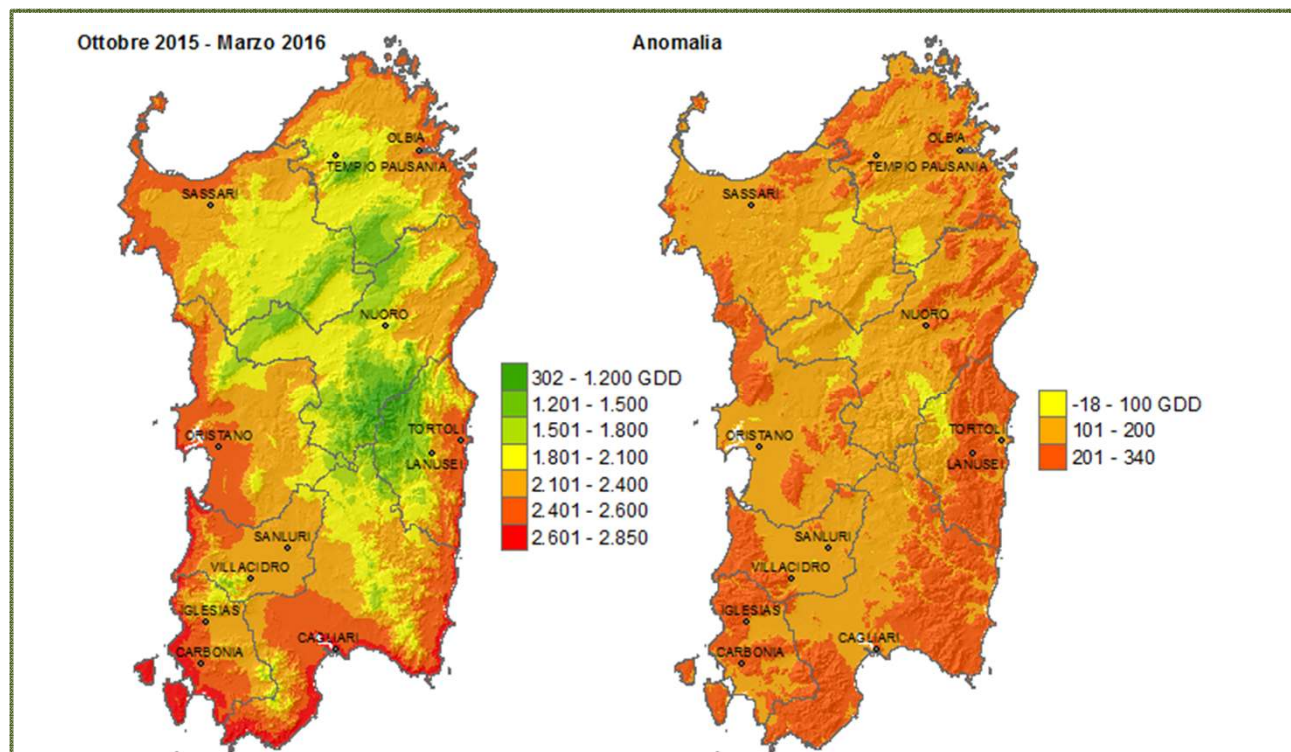 Ottobre 2015 - Marzo 2016
OLBIA
TEMPIO PAUSANIA
SASSARI
NUORO
ORISTANO
TORTOLI
LANUSEI
SANLURI
VILLACIDRO
IGLESIAS
CARBONIA
CAGLIARI
302 - 1.200 GDD
1.201 - 1.500
1.501 - 1.800
1.801 - 2.100
2.101 - 2.400
2.401 - 2.600
2.601 - 2.850
Anomalia
OLBIA
TEMPIO PAUSANIA
SASSARI
NUORO
ORISTANO
TORTOLI
LANUSEI
SANLURI
VILLACIDRO
IGLESIAS
CARBONIA
CAGLIARI
-18 - 100 GDD
101 - 200
201 - 340